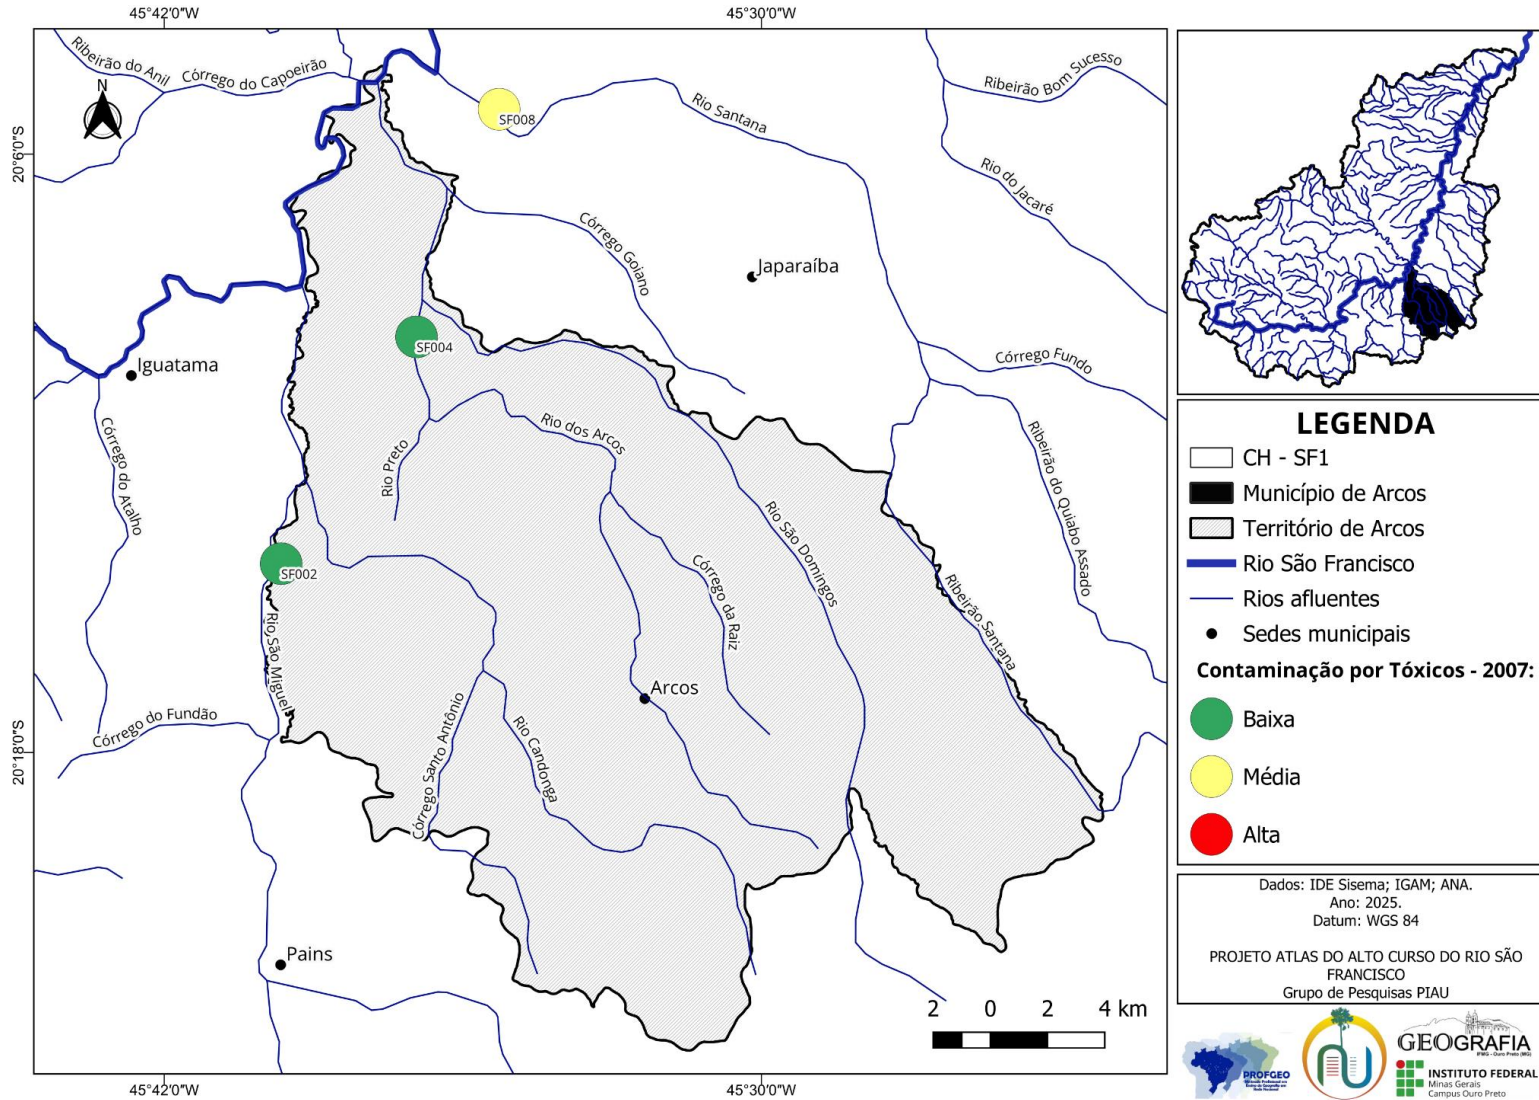 45°42'0"W
45°30'0"W
20°6'0"S
20°18'0"S
45°42'0"W
45°30'0"W
N
Ribeirão do Anil
Córrego do Capoeirão
SF008
Rio Santana
Ribeirão Bom Sucesso
Rio do Jacaré
Córrego Goiano
Japaraíba
Iguatama
SF004
Córrego Fundo
Córrego do Atalho
Rio Preto
Rio dos Arcos
Ribeirão do Quiabo Assado
Rio São Domingos
SF002
Córrego da Raiz
Ribeirão Santana
Rio São Miguel
Arcos
Córrego do Fundão
Córrego Santo Antônio
Rio Candonga
Pains
2 0 2 4 km
LEGENDA
CH - SF1
Município de Arcos
Território de Arcos
Rio São Francisco
Rios afluentes
Sedes municipais
Contaminação por Tóxicos - 2007:
Baixa
Média
Alta
Dados: IDE Sisema; IGAM; ANA.
Ano: 2025.
Datum: WGS 84
PROJETO ATLAS DO ALTO CURSO DO RIO SÃO
FRANCISCO
Grupo de Pesquisas PIAU
PROFGEO
GEOGRAFIA
IFMG - Ouro Preto (MG)
INSTITUTO FEDERAL
Minas Gerais
Campus Ouro Preto